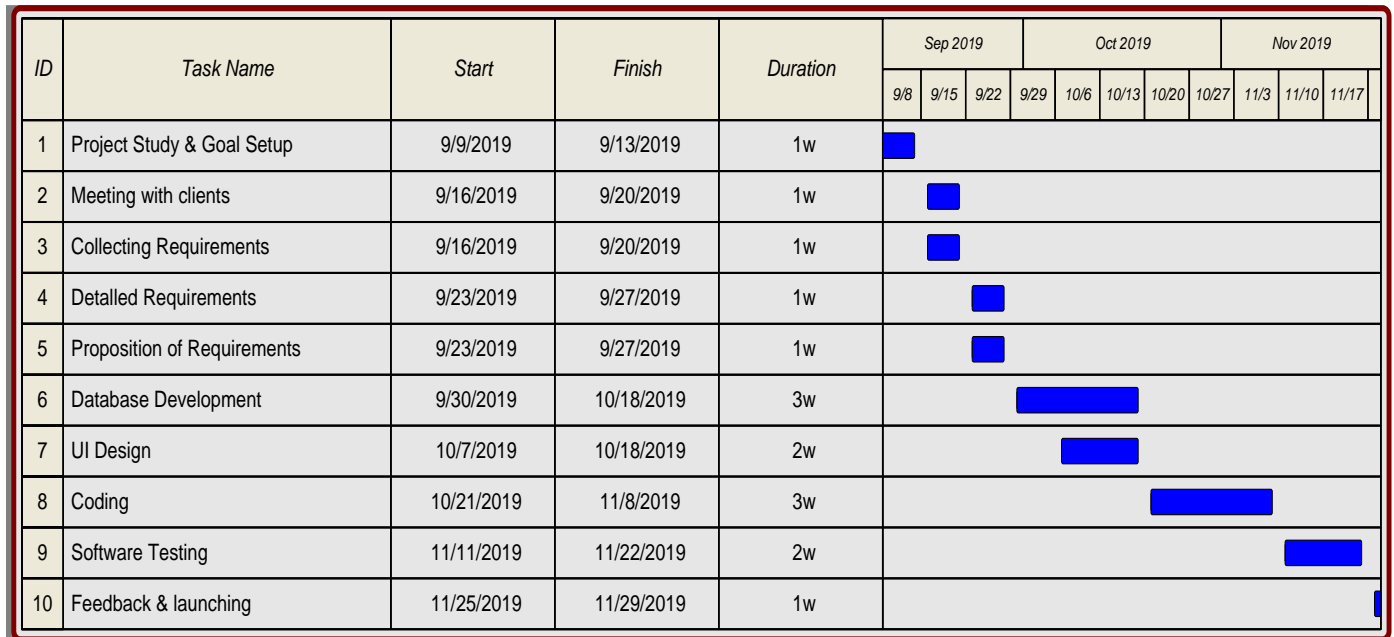 ID Task Name Start Finish Duration Sep 2019 Oct 2019 Nov 2019
9/8 9/15 9/22 9/29 10/6 10/13 10/20 10/27 11/3 11/10 11/17
1 Project Study & Goal Setup 9/9/2019 9/13/2019 1w
2 Meeting with clients 9/16/2019 9/20/2019 1w
3 Collecting Requirements 9/16/2019 9/20/2019 1w
4 Detalled Requirements 9/23/2019 9/27/2019 1w
5 Proposition of Requirements 9/23/2019 9/27/2019 1w
6 Database Development 9/30/2019 10/18/2019 3w
7 UI Design 10/7/2019 10/18/2019 2w
8 Coding 10/21/2019 11/8/2019 3w
9 Software Testing 11/11/2019 11/22/2019 2w
10 Feedback & launching 11/25/2019 11/29/2019 1w